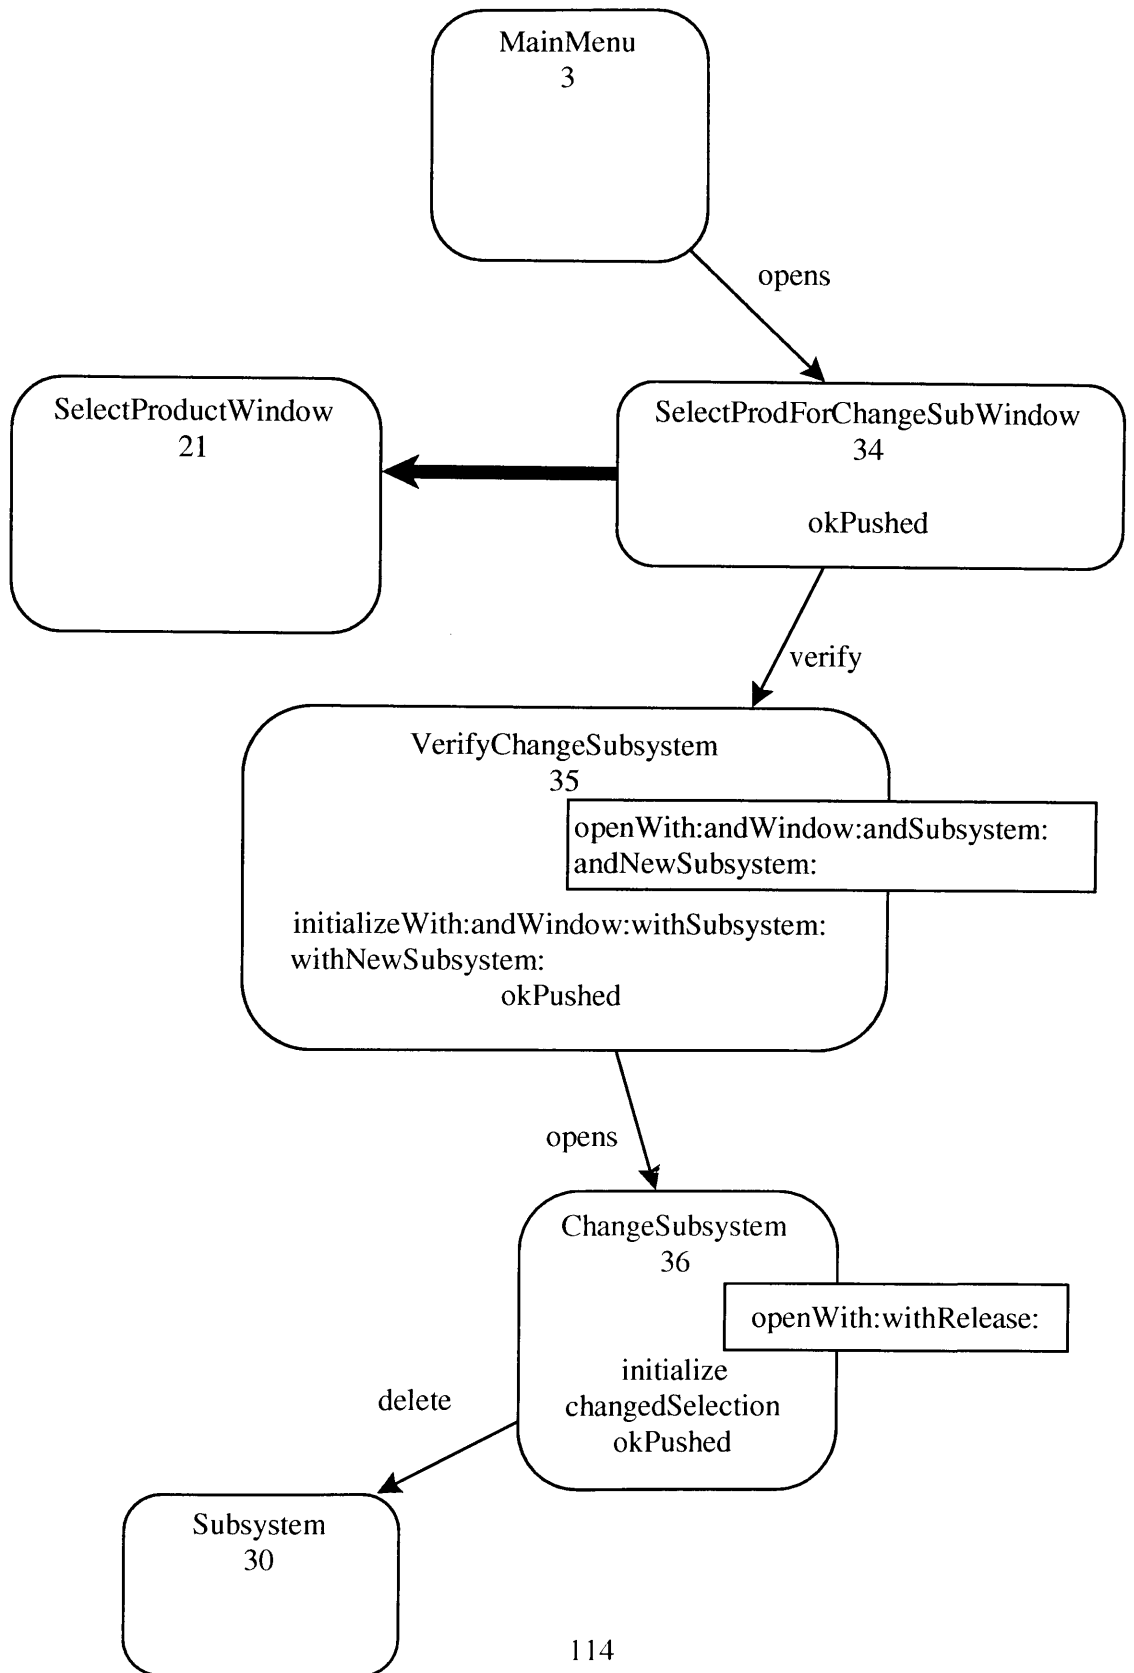 MainMenu
3
opens
SelectProductWindow
21
SelectProdForChangeSubWindow
34
okPushed
verify
VerifyChangeSubsystem
35
openWith:andWindow:andSubsystem:
andNewSubsystem:
initializeWith:andWindow:withSubsystem:
withNewSubsystem:
okPushed
opens
ChangeSubsystem
36
openWith:withRelease:
initialize
changedSelection
okPushed
delete
Subsystem
30
114